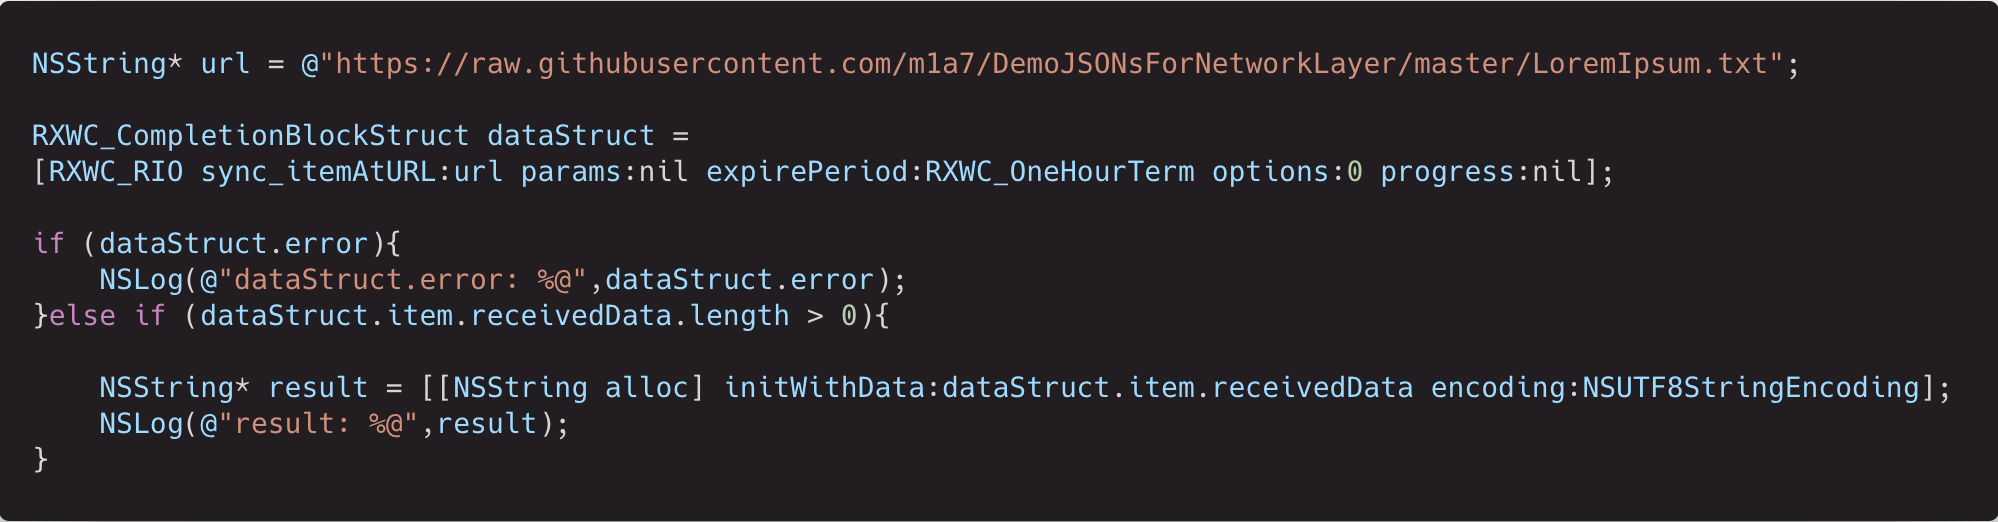 NSString* url = @"https://raw.githubusercontent.com/m1a7/DemoJSONsForNetworkLayer/master/LoremIpsum.txt";
RXWC_CompletionBlockStruct dataStruct =
[RXWC_RIO sync_itemAtURL:url params:nil expirePeriod:RXWC_OneHourTerm options:0 progress:nil];
if (dataStruct.error){
    NSLog(@"dataStruct.error: %@",dataStruct.error);
}else if (dataStruct.item.receivedData.length > 0){
    NSString* result = [[NSString alloc] initWithData:dataStruct.item.receivedData encoding:NSUTF8StringEncoding];
    NSLog(@"result: %@",result);
}